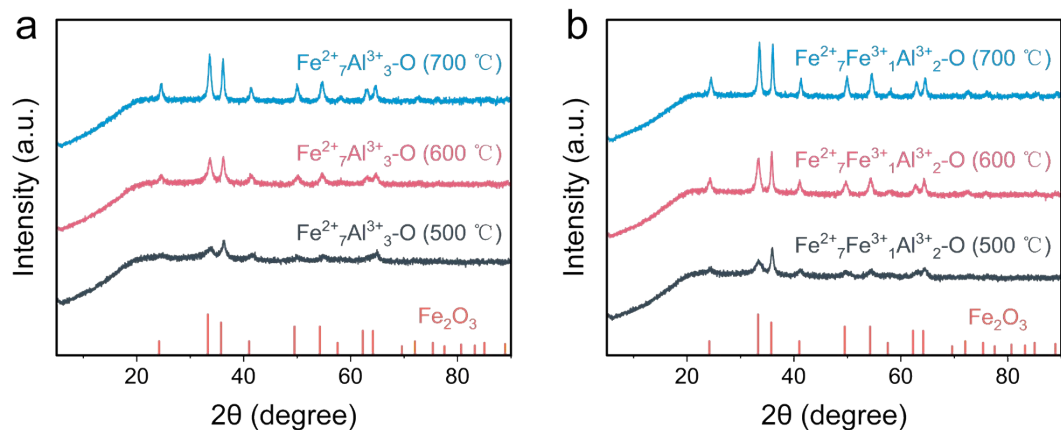 a
Fe²⁺₇Al³⁺₃-O (700 ℃)
Fe²⁺₇Al³⁺₃-O (600 ℃)
Fe²⁺₇Al³⁺₃-O (500 ℃)
Fe₂O₃
Intensity (a.u.)
20 40 60 80
2θ (degree)
b
Fe²⁺₇Fe³⁺₁Al³⁺₂-O (700 ℃)
Fe²⁺₇Fe³⁺₁Al³⁺₂-O (600 ℃)
Fe²⁺₇Fe³⁺₁Al³⁺₂-O (500 ℃)
Fe₂O₃
Intensity (a.u.)
20 40 60 80
2θ (degree)